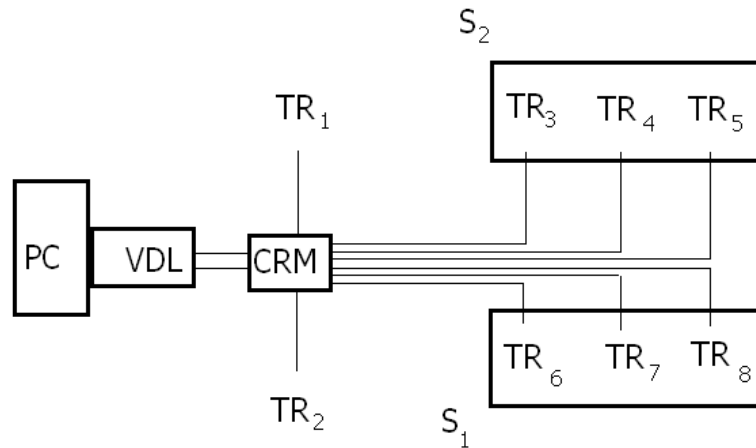 S2
TR1
TR3 TR4 TR5
PC VDL CRM
TR6 TR7 TR8
TR2
S1